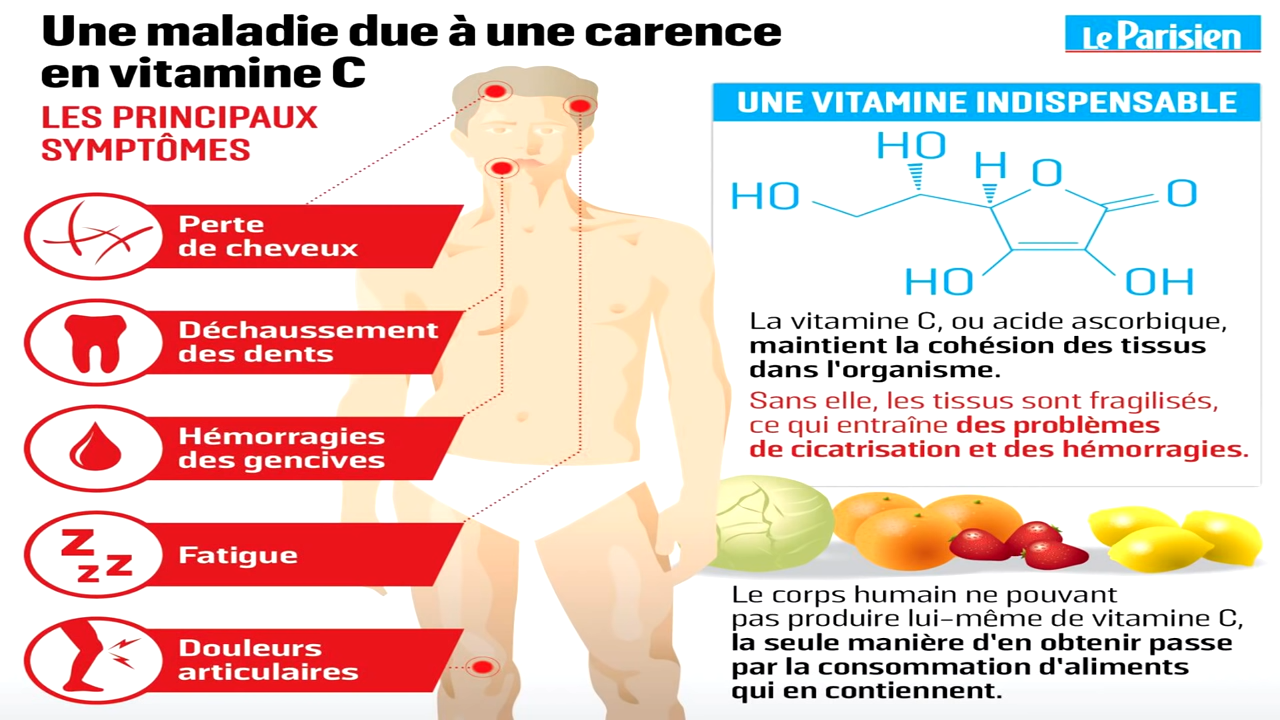 Une maladie due à une carence
en vitamine C
LES PRINCIPAUX
SYMPTÔMES
Perte
de cheveux
Déchaussement
des dents
Hémorragies
des gencives
Fatigue
Douleurs
articulaires
Le Parisien
UNE VITAMINE INDISPENSABLE
HO
H
O
HO
O
HO
OH
La vitamine C, ou acide ascorbique,
maintient la cohésion des tissus
dans l'organisme.
Sans elle, les tissus sont fragilisés,
ce qui entraîne des problèmes
de cicatrisation et des hémorragies.
Le corps humain ne pouvant
pas produire lui-même de vitamine C,
la seule manière d'en obtenir passe
par la consommation d'aliments
qui en contiennent.
z
z z